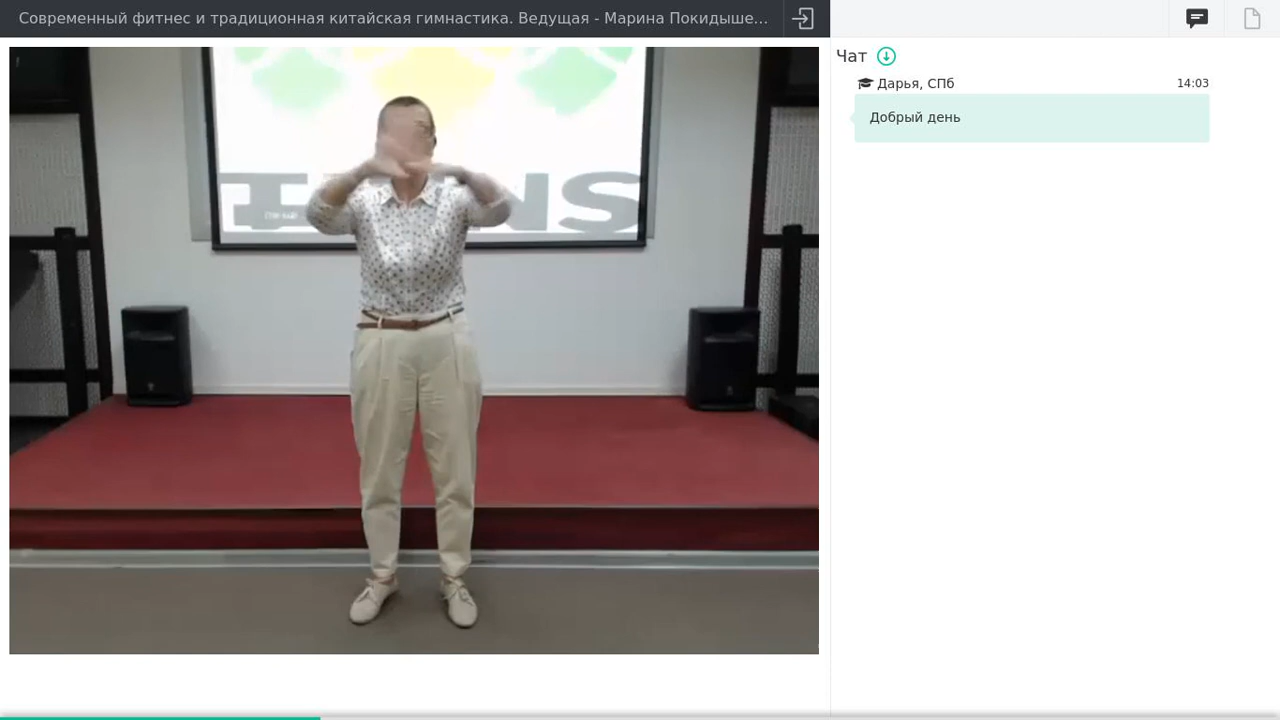 Современный фитнес и традиционная китайская гимнастика. Ведущая - Марина Покидыше...
Чат
Дарья, СПб 14:03
Добрый день